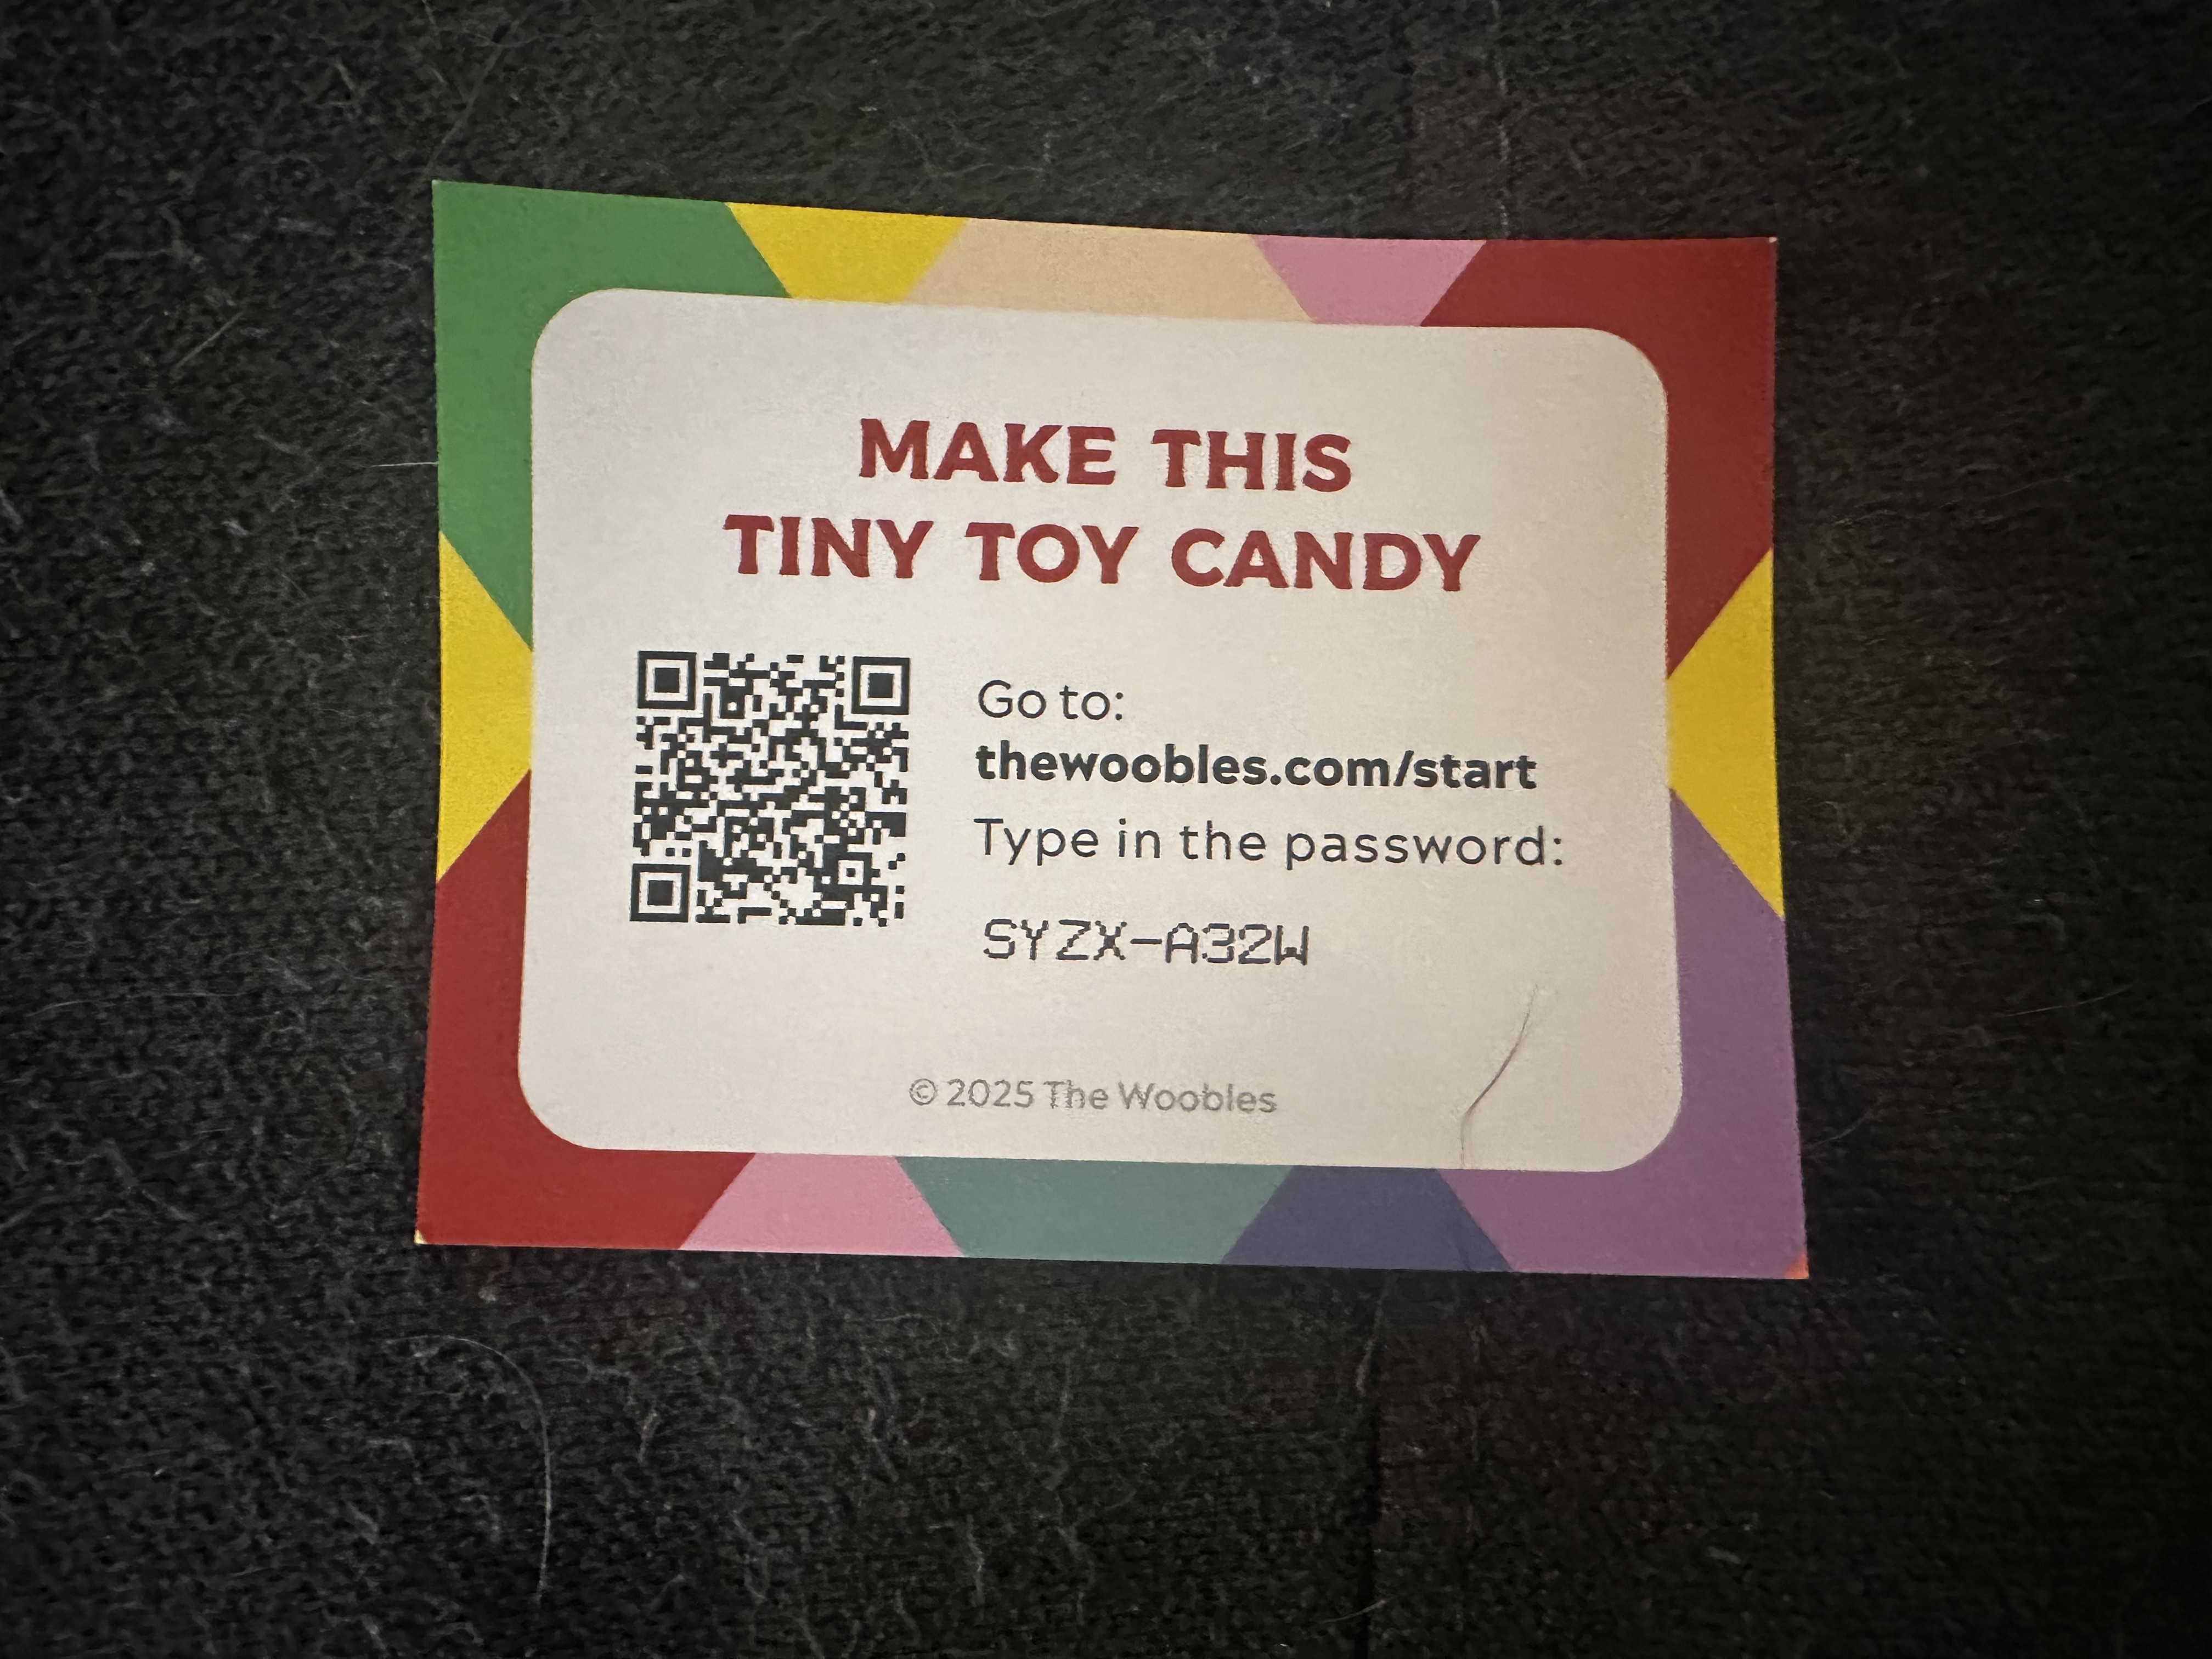 MAKE THIS
TINY TOY CANDY
Go to:
thewoobles.com/start
Type in the password:
SYZX-A32W
© 2025 The Woobles